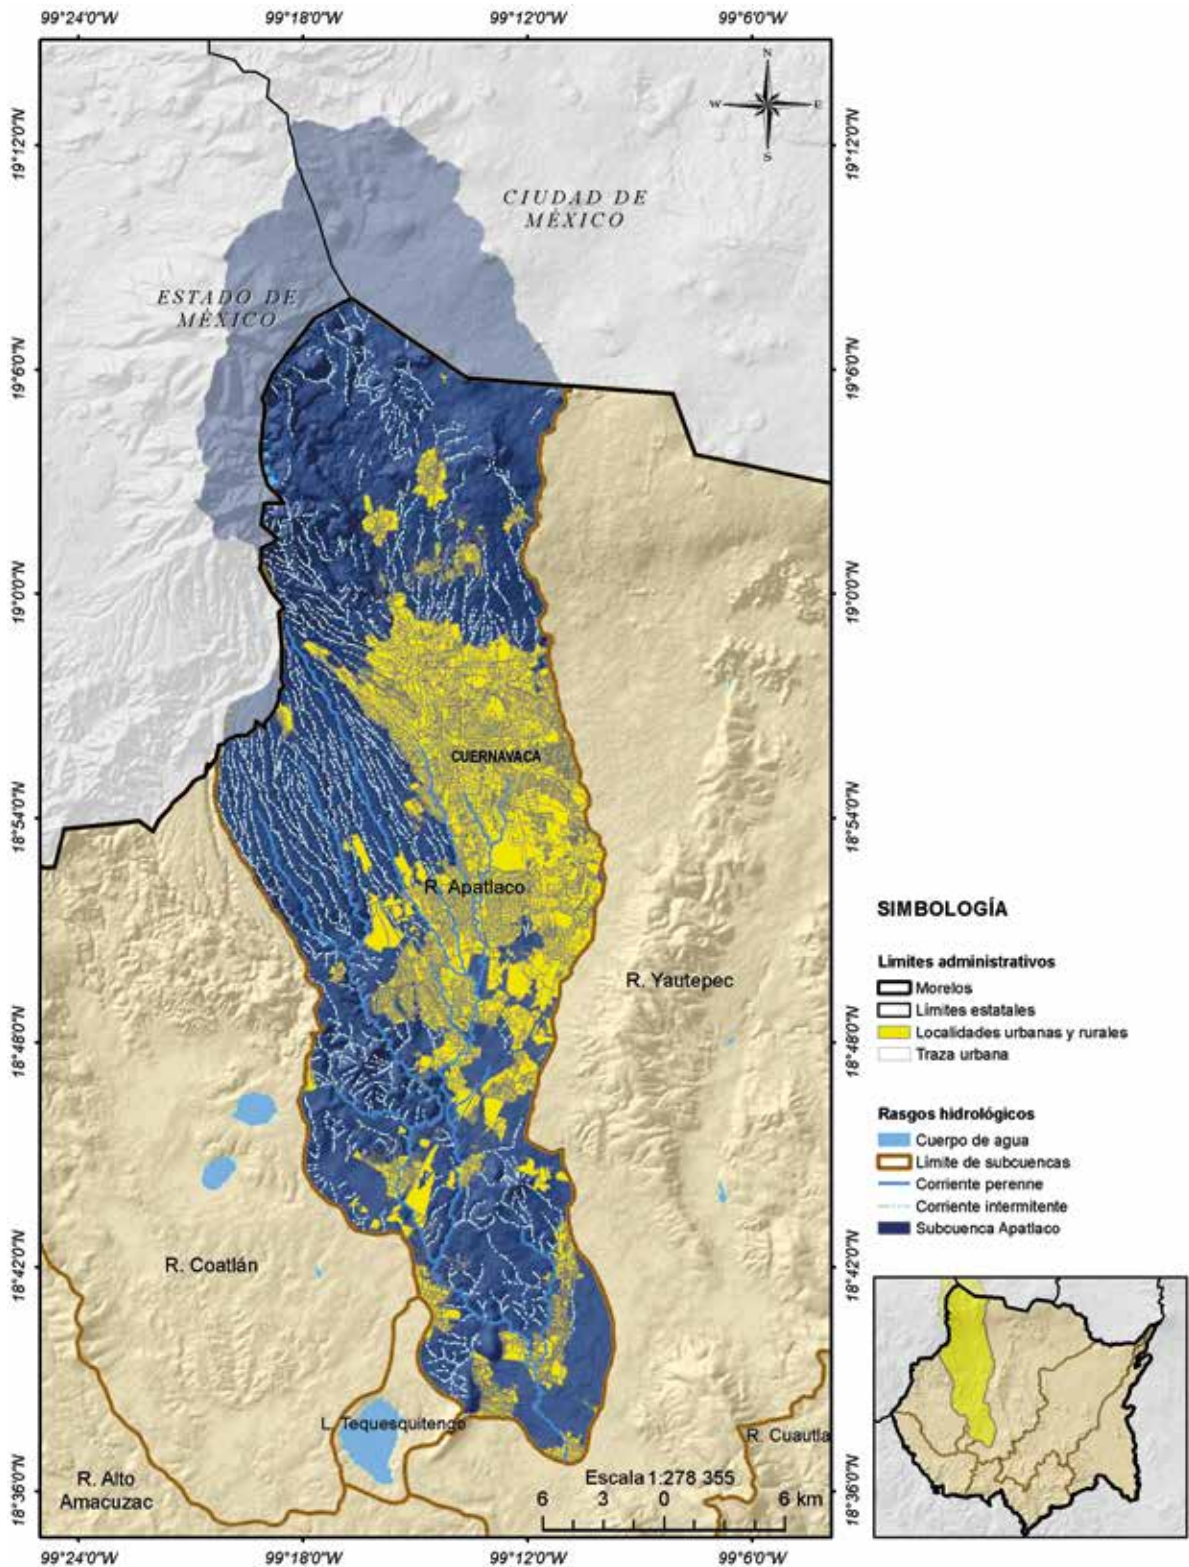 99°24'0"W
99°18'0"W
99°12'0"W
99°6'0"W
N
W
E
S
19°12'0"N
19°12'0"N
CIUDAD DE
MÉXICO
ESTADO DE
MÉXICO
19°6'0"N
19°6'0"N
19°0'0"N
19°0'0"N
CUERNAVACA
18°54'0"N
18°54'0"N
R. Apatlaco
R. Yautepec
18°48'0"N
18°48'0"N
R. Coatlán
18°42'0"N
18°42'0"N
L. Tequesquitengo
R. Cuautla
R. Alto
Amacuzac
18°36'0"N
18°36'0"N
Escala 1:278 355
6 3 0 6 km
99°24'0"W
99°18'0"W
99°12'0"W
99°6'0"W
SIMBOLOGÍA
Límites administrativos
Morelos
Límites estatales
Localidades urbanas y rurales
Traza urbana
Rasgos hidrológicos
Cuerpo de agua
Límite de subcuencas
Corriente perenne
Corriente intermitente
Subcuenca Apatlaco